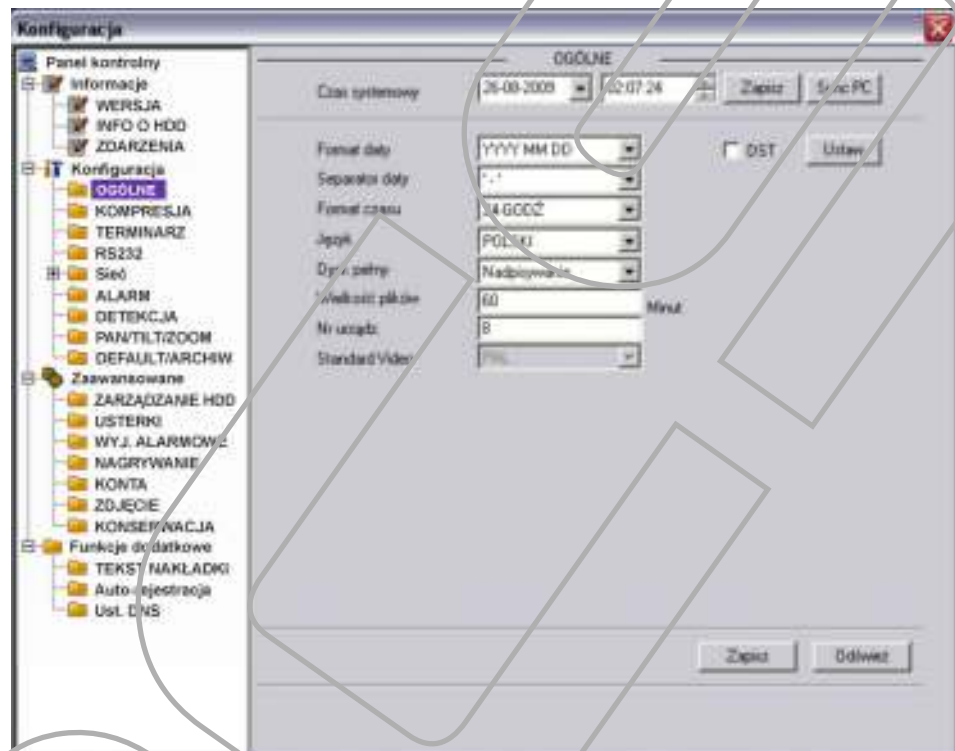 Konfiguracja
Panel kontrolny
Informacje
WERSJA
INFO O HDD
ZDARZENIA
Konfiguracja
OGÓLNE
KOMPRESJA
TERMINARZ
RS232
Sieć
ALARM
DETEKCJA
PAN/TILT/ZOOM
DEFAULT/ARCHIW
Zaawansowane
ZARZĄDZANIE HDD
USTERKI
WYJ. ALARMOWE
NAGRYWANIE
KONTA
ZDJĘCIE
KONSERWACJA
Funkcje dodatkowe
TEKST NAKŁADKI
Auto-rejestracja
Ust. DNS
OGÓLNE
Czas systemowy 26-08-2009 02:07:24 Zapisz Sync PC
Format daty YYYY MM DD DST Ustaw
Separator daty '-'
Format czasu 24-GODZ
Język POLSKI
Dysk pełny Nadpisywanie
Wielkość plików 60 Minut
Nr urządz. 8
Standard Video PAL
Zapisz Odśwież